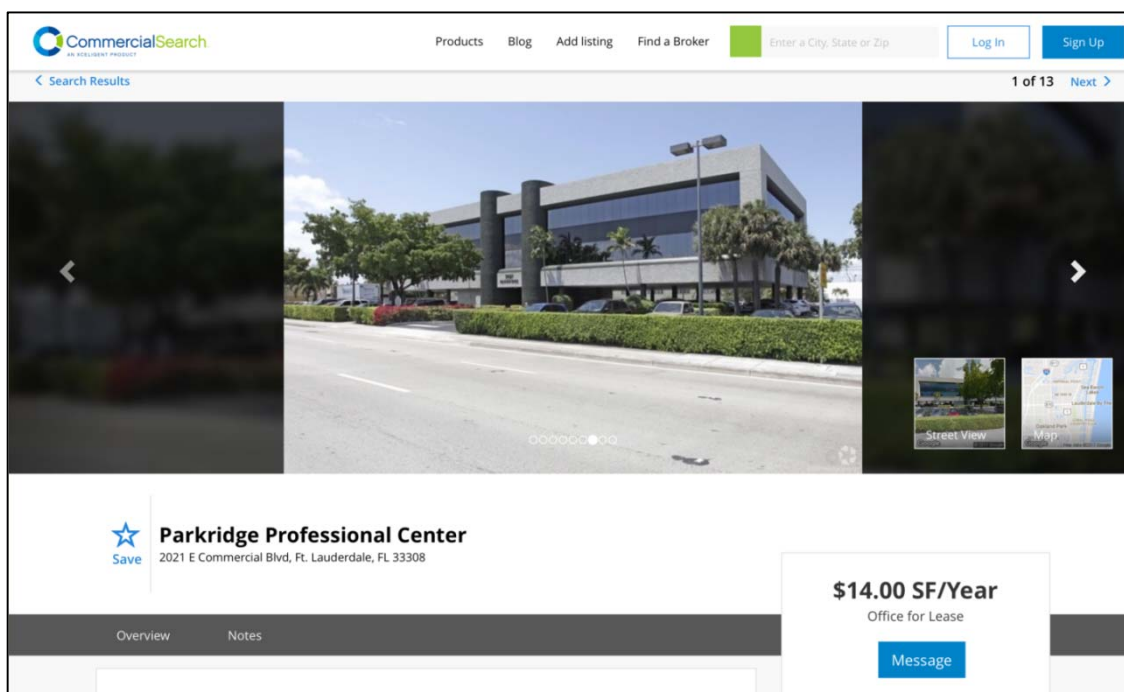 CommercialSearch
AN XCELIGENT PRODUCT
Products Blog Add listing Find a Broker Enter a City, State or Zip Log In Sign Up
Search Results 1 of 13 Next
Street View Map
Save
Parkridge Professional Center
2021 E Commercial Blvd, Ft. Lauderdale, FL 33308
$14.00 SF/Year
Office for Lease
Overview Notes
Message